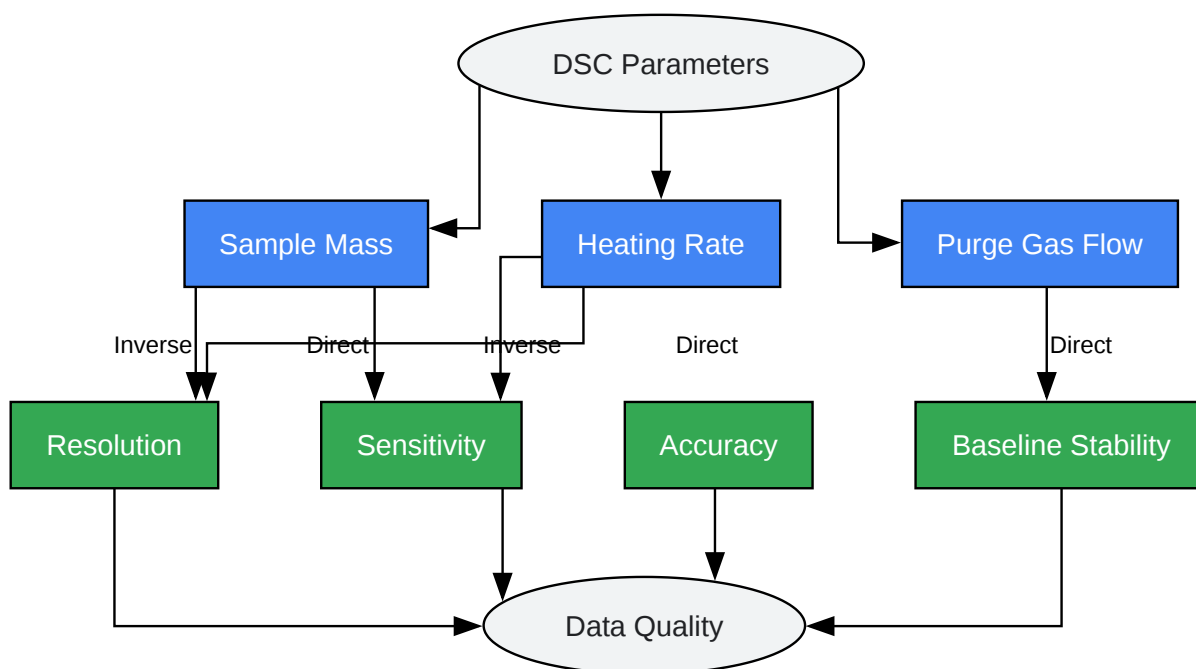 DSC Parameters
Sample Mass
Heating Rate
Purge Gas Flow
Inverse
Direct
Inverse
Direct
Direct
Resolution
Sensitivity
Accuracy
Baseline Stability
Data Quality